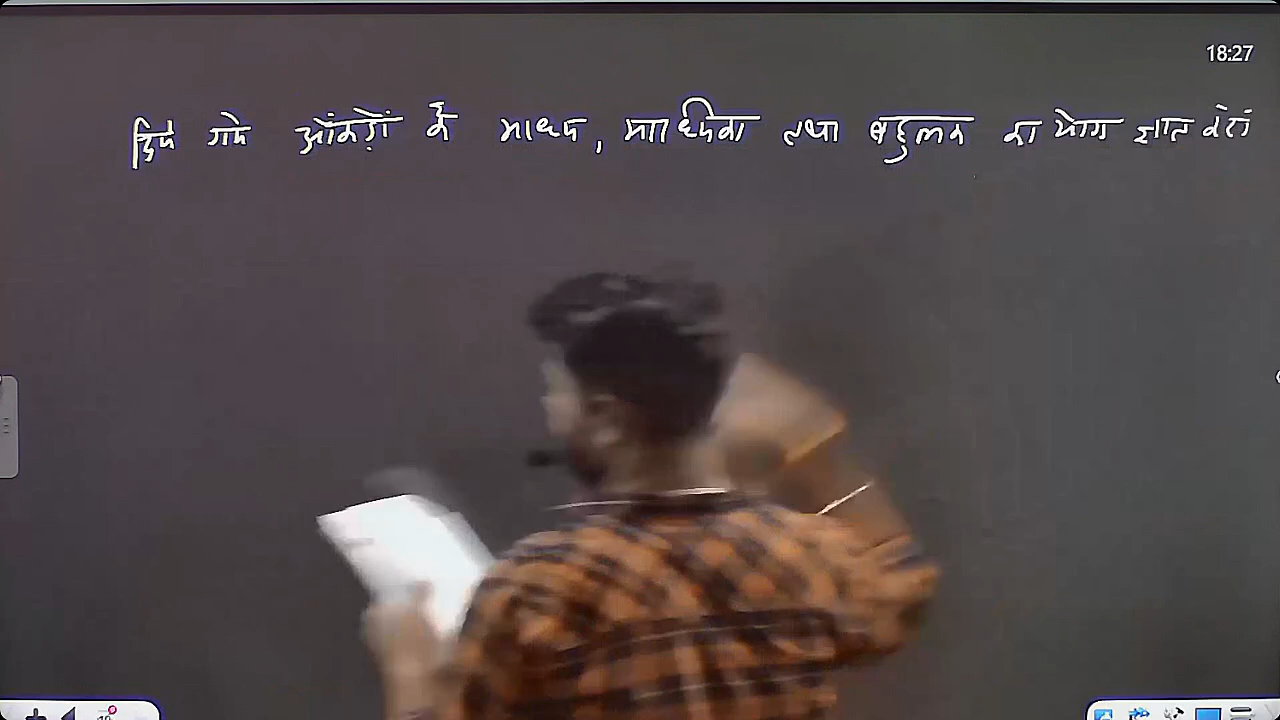 18:27
दिये गये आंकड़ों के माध्य, माध्यिका तथा बहुलक का योग ज्ञात करो